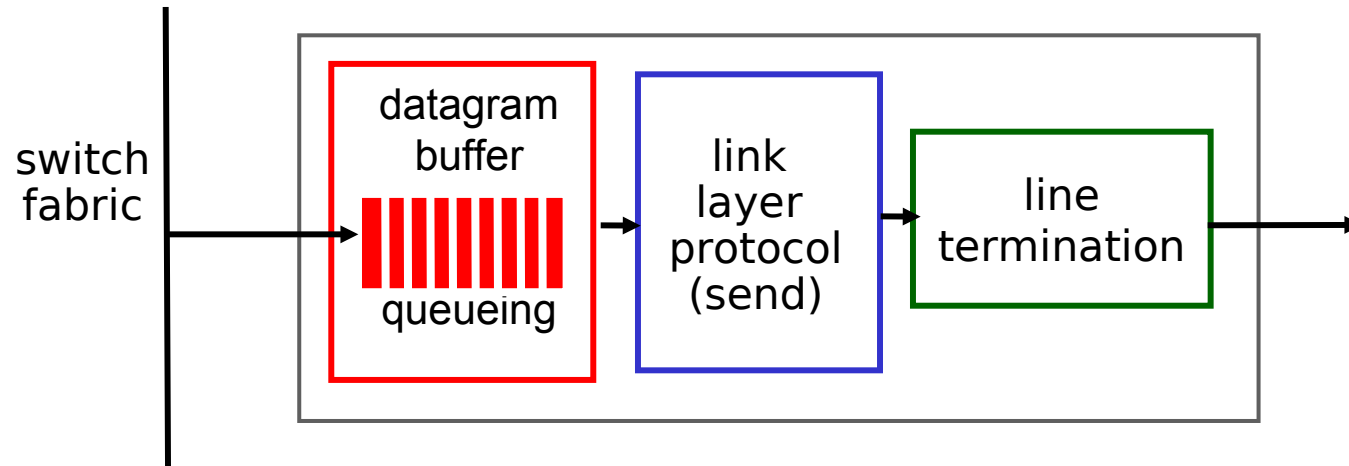 switch
fabric
datagram
buffer
queueing
link
layer
protocol
(send)
line
termination